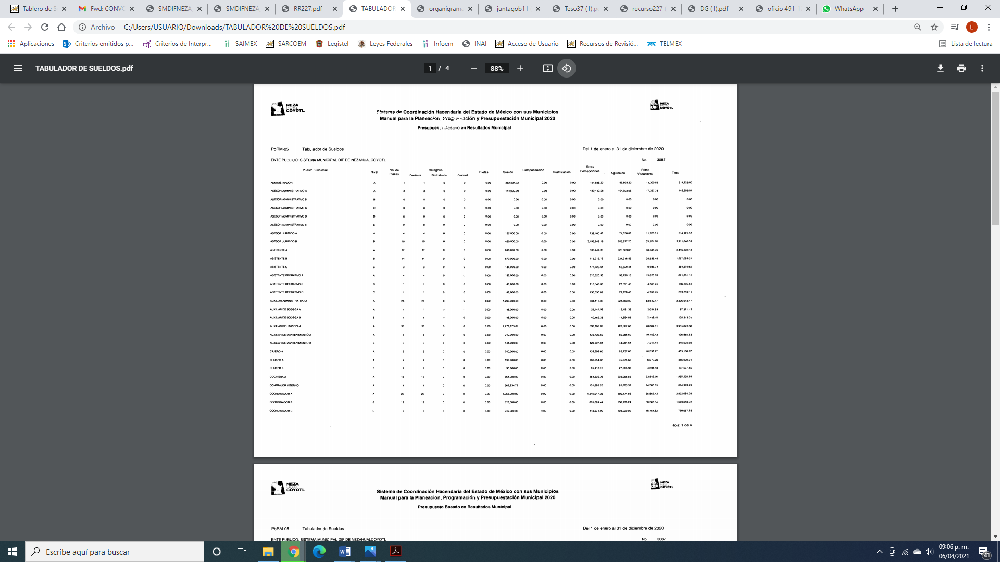 Tablero de S
Fwd: CONVO
SMDIFNEZA
SMDIFNEZA
RR227.pdf
TABULADOR
organigrama
juntagob11
Teso37 (1).p
recurso227 (
DG (1).pdf
oficio 491-1
WhatsApp
Archivo
C:/Users/USUARIO/Downloads/TABULADOR%20DE%20SUELDOS.pdf
L
Aplicaciones
Criterios emitidos p...
Criterios de Interpr...
SAIMEX
SARCOEM
Legistel
Leyes Federales
Infoem
INAI
Acceso de Usuario
Recursos de Revisió...
TELMEX
Lista de lectura
TABULADOR DE SUELDOS.pdf
1 / 4
88%
NEZA
HUAL
COYOTL
DIF NEZA
HUAL
COYOTL
Sistema de Coordinación Hacendaria del Estado de México con sus Municipios
Manual para la Planeacion, Programación y Presupuestación Municipal 2020
Presupuesto Basado en Resultados Municipal
PbRM-05 Tabulador de Sueldos Del 1 de enero al 31 de diciembre de 2020
ENTE PUBLICO: SISTEMA MUNICIPAL DIF DE NEZAHUALCOYOTL No. 3087
Puesto Funcional Nivel No. de Plazas Categoria Confianza Sindicalizado Eventual Dietas Sueldo Compensación Gratificación Otras Percepciones Aguinaldo Prima Vacacional Total
ADMINISTRADOR A 1 1 0 0 0.00 362,934.72 0.00 0.00 151,885.20 85,803.33 14,300.55 614,923.80
ASESOR ADMINISTRATIVO A A 3 3 0 0 0.00 144,000.00 0.00 0.00 480,142.08 104,023.68 745,503.04
ASESOR ADMINISTRATIVO B B 0 0 0 0 0.00 0.00 0.00 0.00 0.00 0.00 0.00 0.00
ASESOR ADMINISTRATIVO C C 0 0 0 0 0.00 0.00 0.00 0.00 0.00 0.00 0.00 0.00
ASESOR ADMINISTRATIVO D D 0 0 0 0 0.00 0.00 0.00 0.00 0.00 0.00 0.00 0.00
ASESOR ADMINISTRATIVO E E 0 0 0 0 0.00 0.00 0.00 0.00 0.00 0.00 0.00 0.00
ASESOR JURIDICO A A 4 4 0 0 0.00 192,000.00 0.00 0.00 239,100.48 71,850.08 11,975.01 514,925.57
ASESOR JURIDICO B B 10 10 0 0 0.00 480,000.00 0.00 0.00 3,193,842.19 203,827.20 33,971.20 3,911,640.59
ASISTENTE A A 17 17 0 0 0.00 816,000.00 0.00 0.00 636,447.36 923,509.06 40,345.76 2,416,302.18
ASISTENTE B B 14 14 0 0 0.00 672,000.00 0.00 0.00 715,313.76 231,218.96 38,536.49 1,657,069.21
ASISTENTE C C 3 3 0 0 0.00 144,000.00 0.00 0.00 177,722.64 53,620.44 8,936.74 384,279.82
ASISTENTE OPERATIVO A A 4 4 0 0.00 192,000.00 0.00 0.00 370,320.96 93,720.16 15,620.03 671,661.15
ASISTENTE OPERATIVO B B 1 1 0 0 0.00 48,000.00 0.00 0.00 116,348.88 27,391.48 4,565.25 196,305.61
ASISTENTE OPERATIVO C C 1 1 0 0 0.00 48,000.00 0.00 0.00 130,550.88 29,758.48 4,959.75 213,269.11
AUXILIAR ADMINISTRATIVO A A 25 25 0 0 0.00 1,200,000.00 0.00 0.00 731,118.00 321,853.00 53,642.17 2,306,613.17
AUXILIAR DE BODEGA A A 1 1 0.00 48,000.00 0.00 0.00 25,147.92 12,191.32 2,031.89 87,371.13
AUXILIAR DE BODEGA B B 1 1 0 0 0.00 48,000.00 0.00 0.00 40,169.28 14,694.88 2,449.15 105,313.31
AUXILIAR DE LIMPIEZA A A 38 38 0 0 0.00 2,778,875.01 0.00 0.00 696,166.08 420,027.68 70,004.61 3,965,073.38
AUXILIAR DE MANTENIMIENTO A A 5 5 0 0 0.00 240,000.00 0.00 0.00 125,739.60 60,956.60 10,159.43 436,855.63
AUXILIAR DE MANTENIMIENTO B B 3 3 0 0 0.00 144,000.00 0.00 0.00 120,507.84 44,084.64 7,347.44 315,939.92
CAJERO A A 5 5 0 0 0.00 240,000.00 0.00 0.00 139,395.60 63,232.60 10,538.77 453,166.97
CHOFER A A 4 4 0 0 0.00 192,000.00 0.00 0.00 106,054.08 49,675.68 8,279.28 356,009.04
CHOFER B B 2 2 0 0 0.00 96,000.00 0.00 0.00 69,413.76 27,568.96 4,594.83 197,577.55
COCINERA A A 18 18 0 0 0.00 864,000.00 0.00 0.00 354,339.36 203,056.56 33,842.76 1,455,238.68
CONTRALOR INTERNO A 1 1 0 0 0.00 362,934.72 0.00 0.00 151,885.20 85,803.32 14,300.55 614,923.79
COORDINADOR A A 22 22 0 0 0.00 1,056,000.00 0.00 0.00 1,315,047.36 395,174.56 65,862.43 2,832,084.35
COORDINADOR B B 12 12 0 0 0.00 576,000.00 0.00 0.00 805,069.44 230,178.24 38,363.04 1,649,610.72
COORDINADOR C C 5 5 0 0 0.00 240,000.00 0.00 0.00 413,574.00 108,929.00 18,154.83 780,657.83
Hoja: 1 de 4
NEZA
HUAL
COYOTL
DIF NEZA
HUAL
COYOTL
Sistema de Coordinación Hacendaria del Estado de México con sus Municipios
Manual para la Planeacion, Programación y Presupuestación Municipal 2020
Presupuesto Basado en Resultados Municipal
PbRM-05 Tabulador de Sueldos Del 1 de enero al 31 de diciembre de 2020
ENTE PUBLICO: SISTEMA MUNICIPAL DIF DE NEZAHUALCOYOTL No. 3087
Escribe aquí para buscar
09:06 p. m.
06/04/2021
41